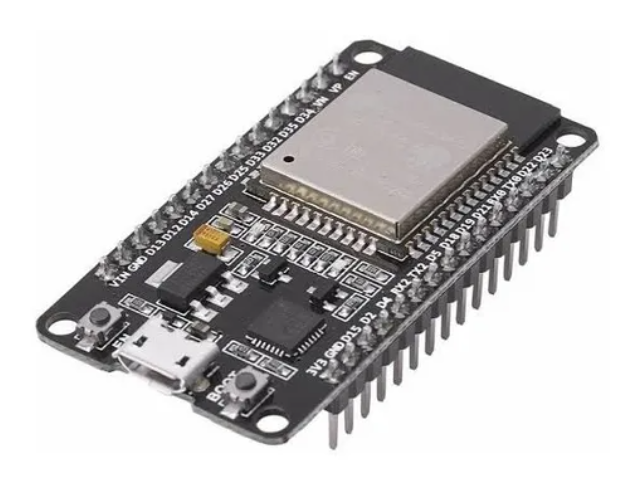 VIN GND D13 D12 D14 D27 D26 D25 D33 D32 D35 D34 VN VP EN
3V3 GND D15 D2 D4 RX2 TX2 D5 D18 D19 D21 RX0 TX0 D22 D23
EN
BOOT